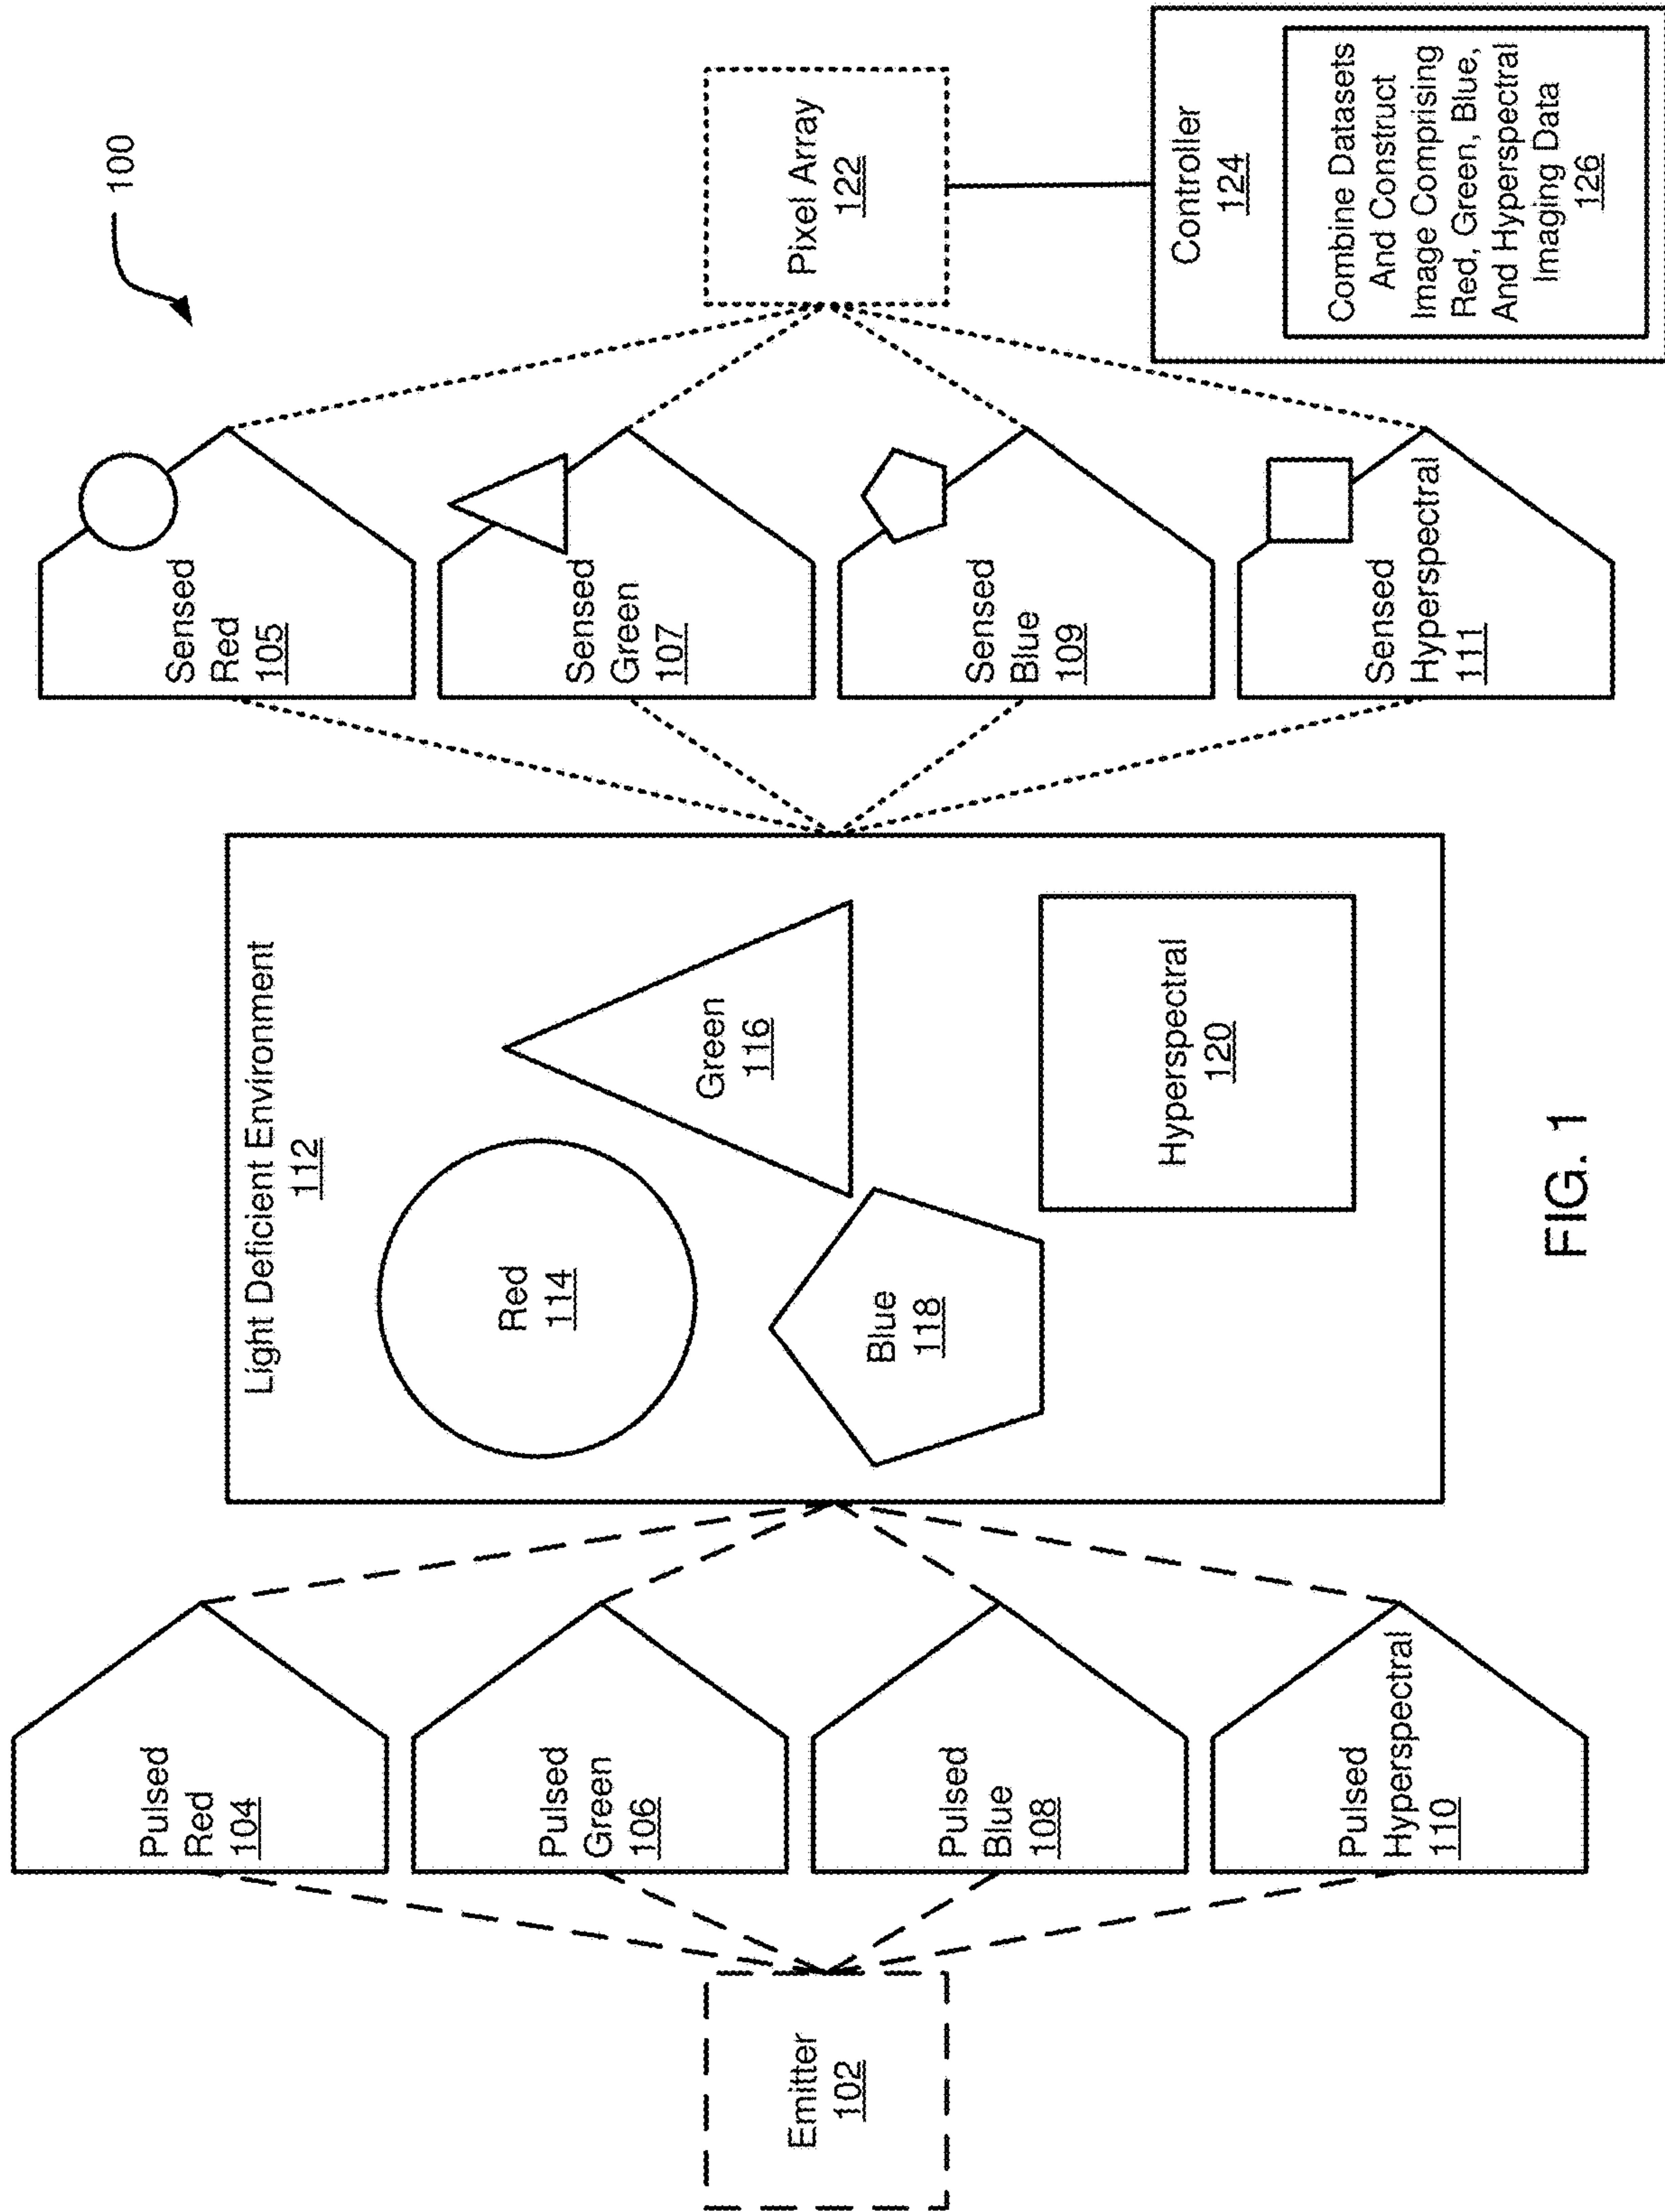 100
Emitter
102
Pulsed
Red
104
Pulsed
Green
106
Pulsed
Blue
108
Pulsed
Hyperspectral
110
Light Deficient Environment
112
Red
114
Green
116
Blue
118
Hyperspectral
120
Sensed
Red
105
Sensed
Green
107
Sensed
Blue
109
Sensed
Hyperspectral
111
Pixel Array
122
Controller
124
Combine Datasets
And Construct
Image Comprising
Red, Green, Blue,
And Hyperspectral
Imaging Data
126
FIG. 1